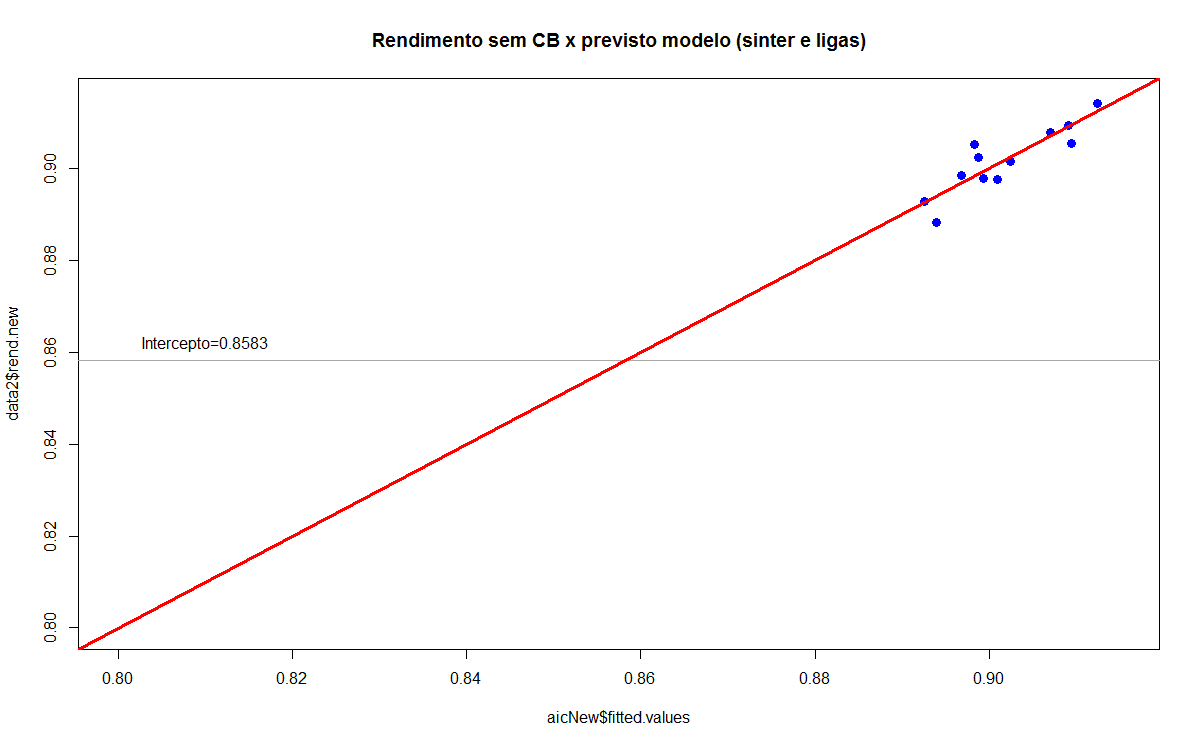 Rendimento sem CB x previsto modelo (sinter e ligas)
data2$rend.new
0.90
0.88
0.86
0.84
0.82
0.80
Intercepto=0.8583
0.80 0.82 0.84 0.86 0.88 0.90
aicNew$fitted.values